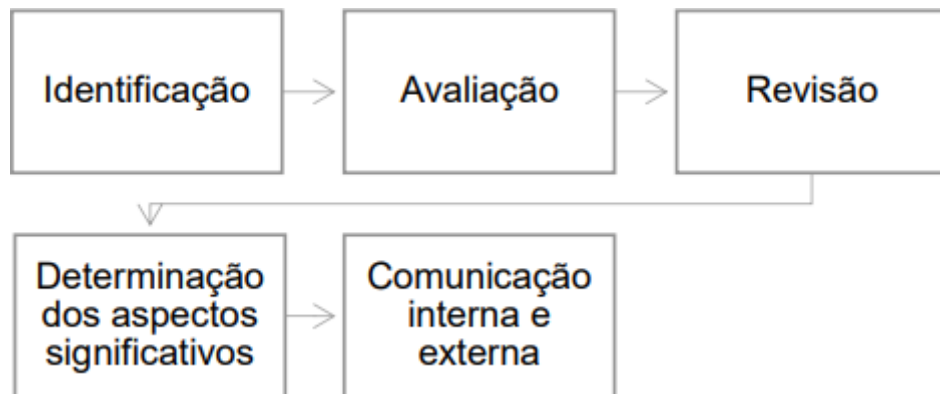 Identificação
Avaliação
Revisão
Determinação
dos aspectos
significativos
Comunicação
interna e
externa